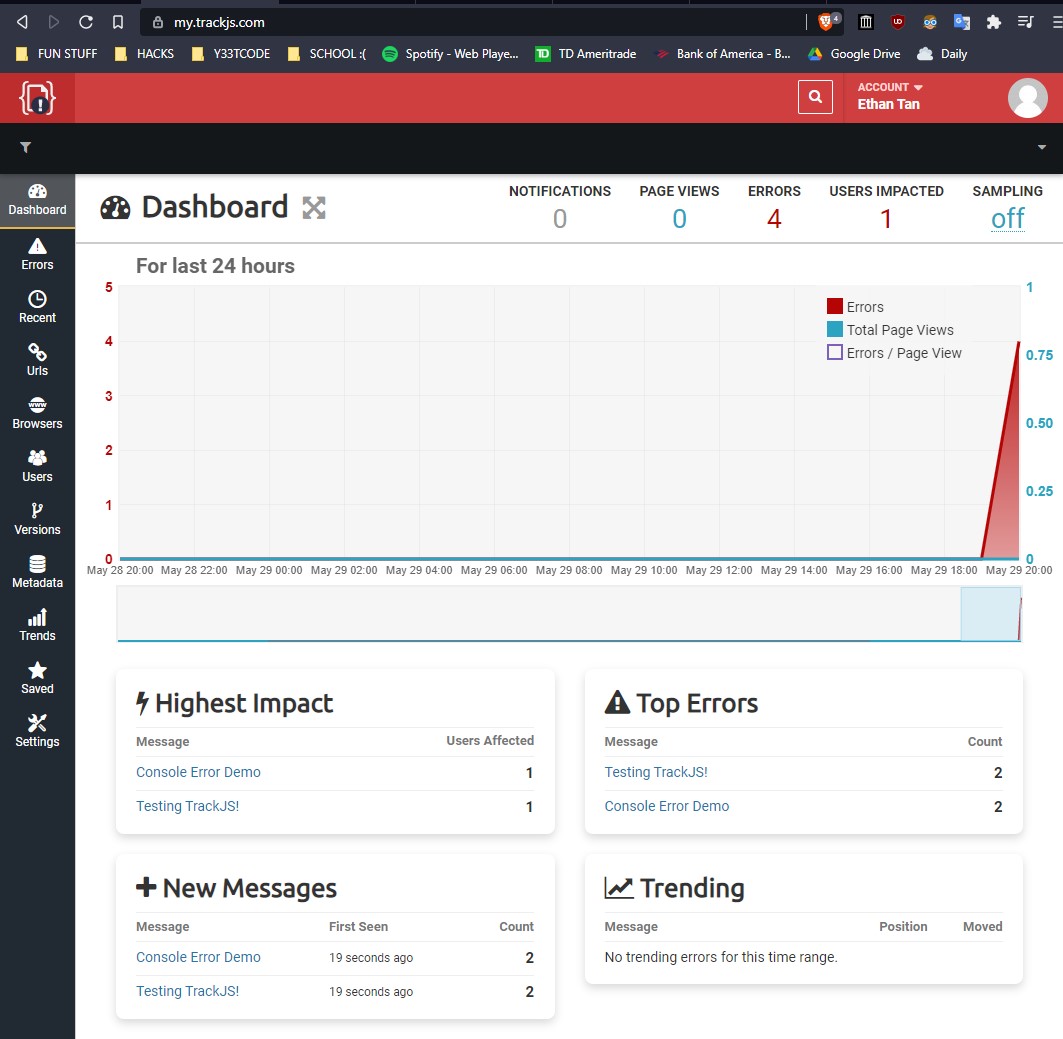 my.trackjs.com
4
FUN STUFF HACKS Y33TCODE SCHOOL :( Spotify - Web Playe... TD Ameritrade Bank of America - B... Google Drive Daily
ACCOUNT
Ethan Tan
Dashboard
Errors
Recent
Urls
Browsers
Users
Versions
Metadata
Trends
Saved
Settings
Dashboard
NOTIFICATIONS PAGE VIEWS ERRORS USERS IMPACTED SAMPLING
0 0 4 1 off
For last 24 hours
5 1
4 0.75
3 0.50
2
1 0.25
0 0
Errors
Total Page Views
Errors / Page View
May 28 20:00 May 28 22:00 May 29 00:00 May 29 02:00 May 29 04:00 May 29 06:00 May 29 08:00 May 29 10:00 May 29 12:00 May 29 14:00 May 29 16:00 May 29 18:00 May 29 20:00
Highest Impact
Message Users Affected
Console Error Demo 1
Testing TrackJS! 1
Top Errors
Message Count
Testing TrackJS! 2
Console Error Demo 2
New Messages
Message First Seen Count
Console Error Demo 19 seconds ago 2
Testing TrackJS! 19 seconds ago 2
Trending
Message Position Moved
No trending errors for this time range.